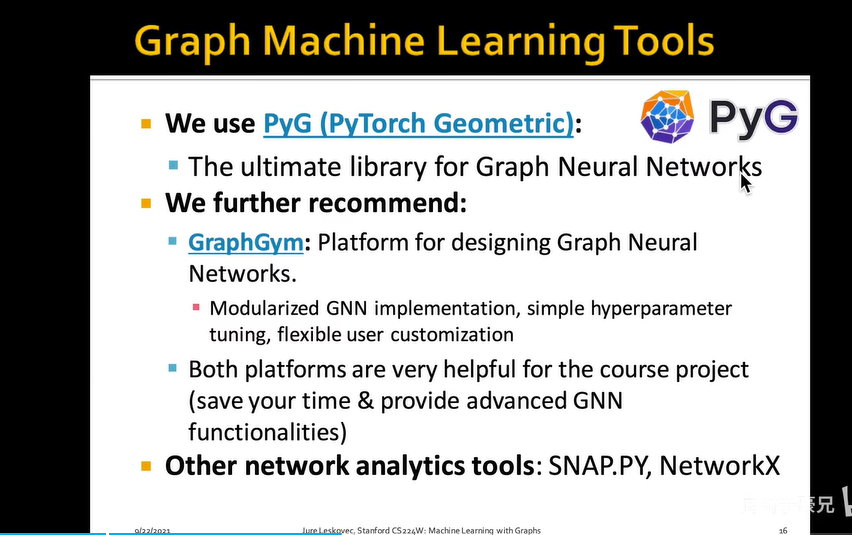 Graph Machine Learning Tools
We use PyG (PyTorch Geometric):
PyG
The ultimate library for Graph Neural Networks
We further recommend:
GraphGym: Platform for designing Graph Neural
Networks.
Modularized GNN implementation, simple hyperparameter
tuning, flexible user customization
Both platforms are very helpful for the course project
(save your time & provide advanced GNN
functionalities)
Other network analytics tools: SNAP.PY, NetworkX
9/22/2021
Jure Leskovec, Stanford CS224W: Machine Learning with Graphs
16